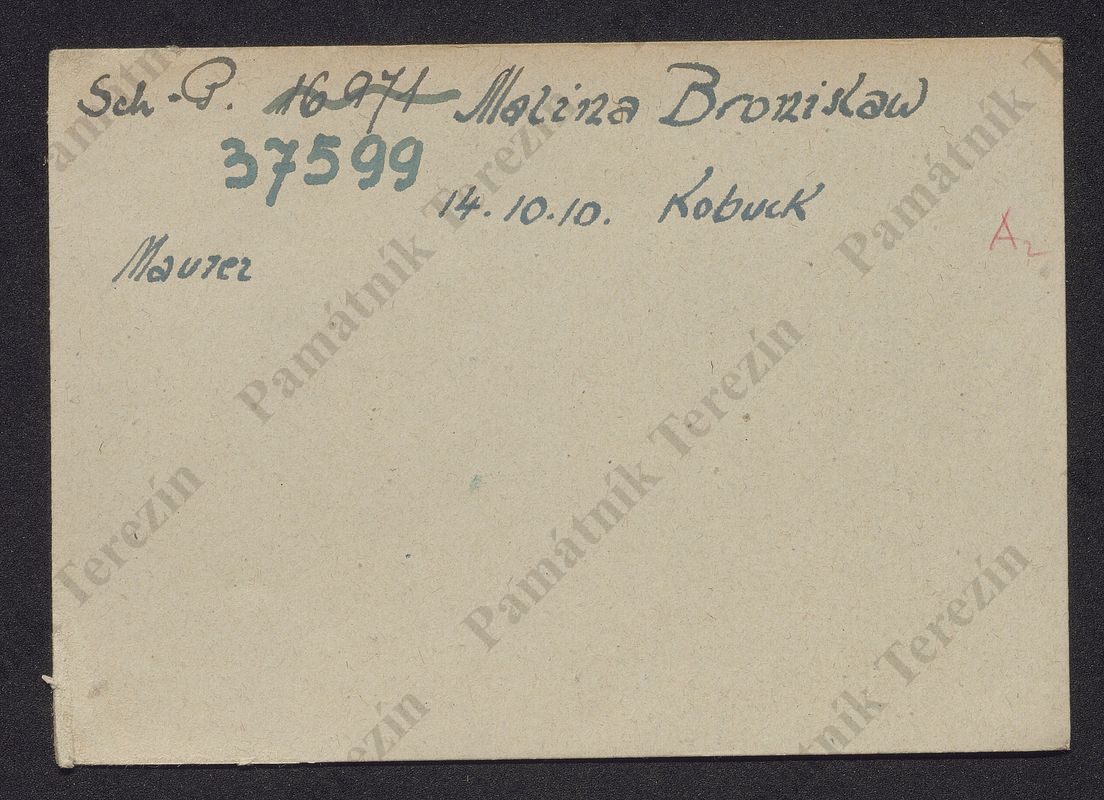 Sch.-P. 16971 Malina Bronislaw
37599
14.10.10. Kobuck
A2
Maurer
Památník Terezín